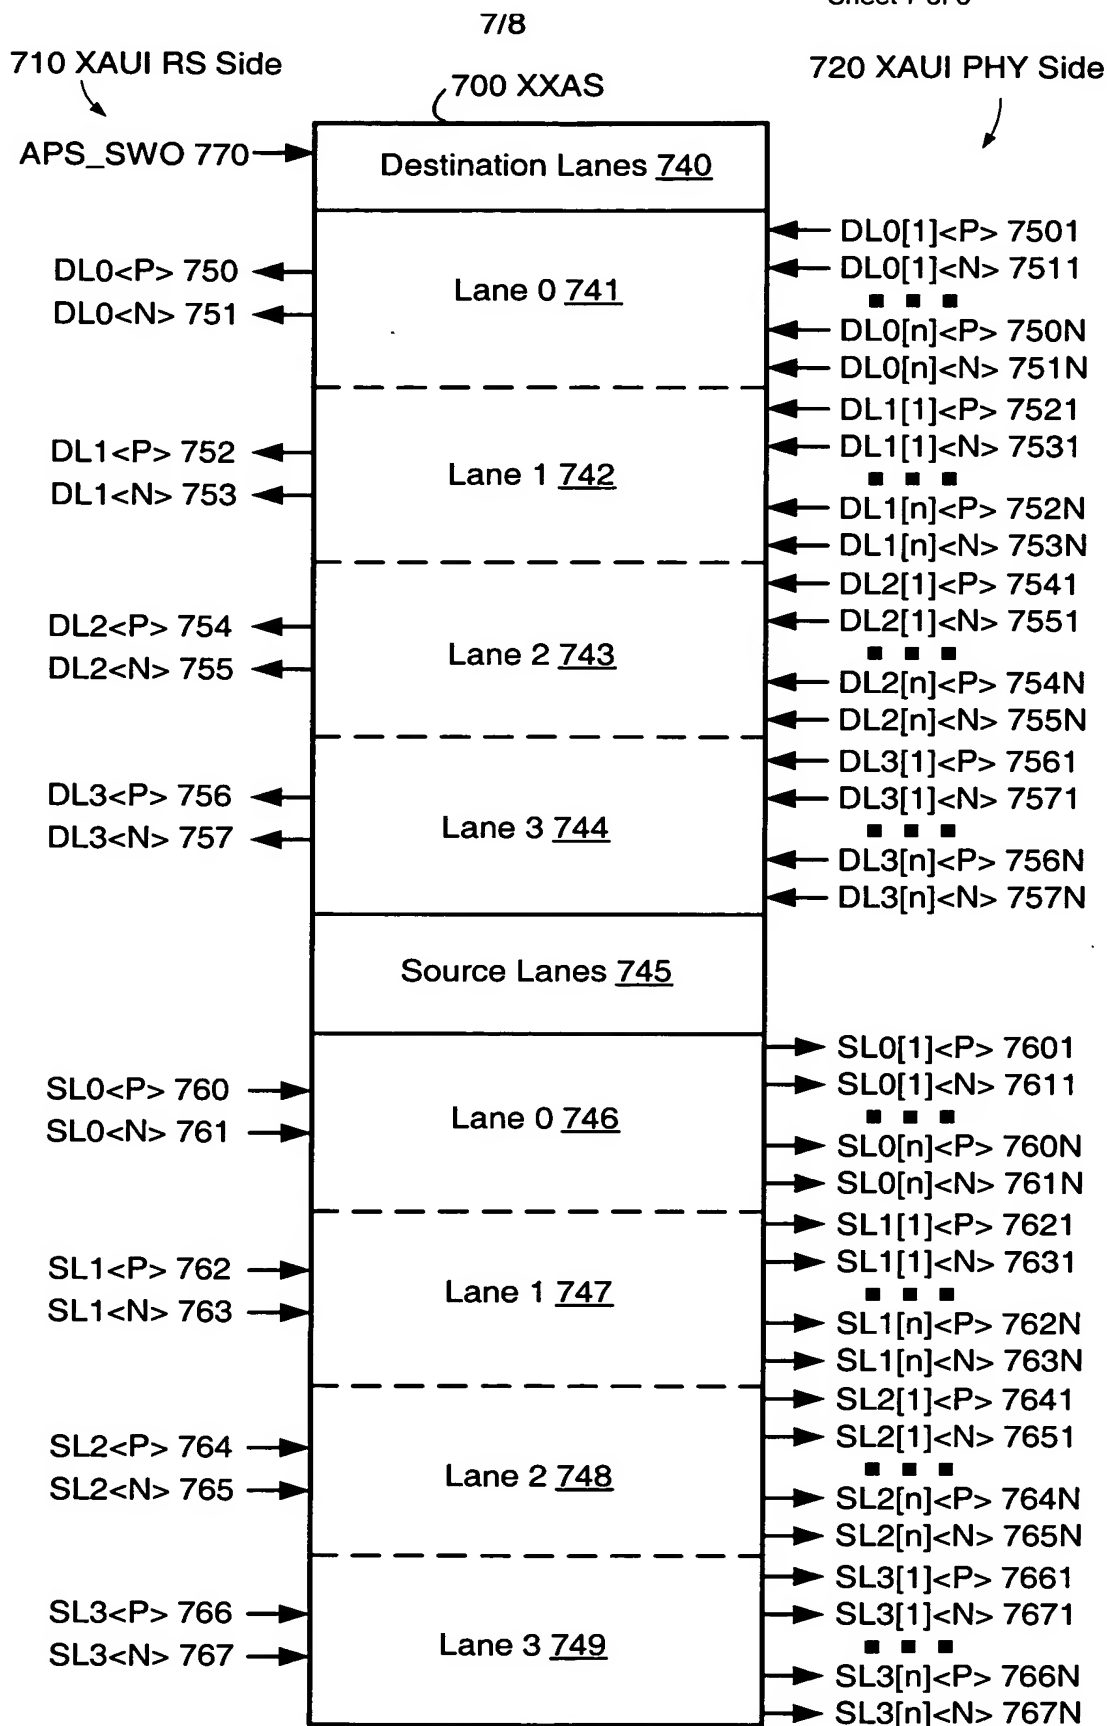 7/8
710 XAUI RS Side
700 XXAS
720 XAUI PHY Side
APS_SWO 770
Destination Lanes 740
DL0[1]<P> 7501
DL0<P> 750
DL0[1]<N> 7511
Lane 0 741
DL0<N> 751
DL0[n]<P> 750N
DL0[n]<N> 751N
DL1[1]<P> 7521
DL1<P> 752
DL1[1]<N> 7531
Lane 1 742
DL1<N> 753
DL1[n]<P> 752N
DL1[n]<N> 753N
DL2[1]<P> 7541
DL2<P> 754
DL2[1]<N> 7551
Lane 2 743
DL2<N> 755
DL2[n]<P> 754N
DL2[n]<N> 755N
DL3[1]<P> 7561
DL3<P> 756
DL3[1]<N> 7571
Lane 3 744
DL3<N> 757
DL3[n]<P> 756N
DL3[n]<N> 757N
Source Lanes 745
SL0[1]<P> 7601
SL0<P> 760
SL0[1]<N> 7611
Lane 0 746
SL0<N> 761
SL0[n]<P> 760N
SL0[n]<N> 761N
SL1[1]<P> 7621
SL1<P> 762
SL1[1]<N> 7631
Lane 1 747
SL1<N> 763
SL1[n]<P> 762N
SL1[n]<N> 763N
SL2[1]<P> 7641
SL2<P> 764
SL2[1]<N> 7651
Lane 2 748
SL2<N> 765
SL2[n]<P> 764N
SL2[n]<N> 765N
SL3[1]<P> 7661
SL3<P> 766
SL3[1]<N> 7671
Lane 3 749
SL3<N> 767
SL3[n]<P> 766N
SL3[n]<N> 767N